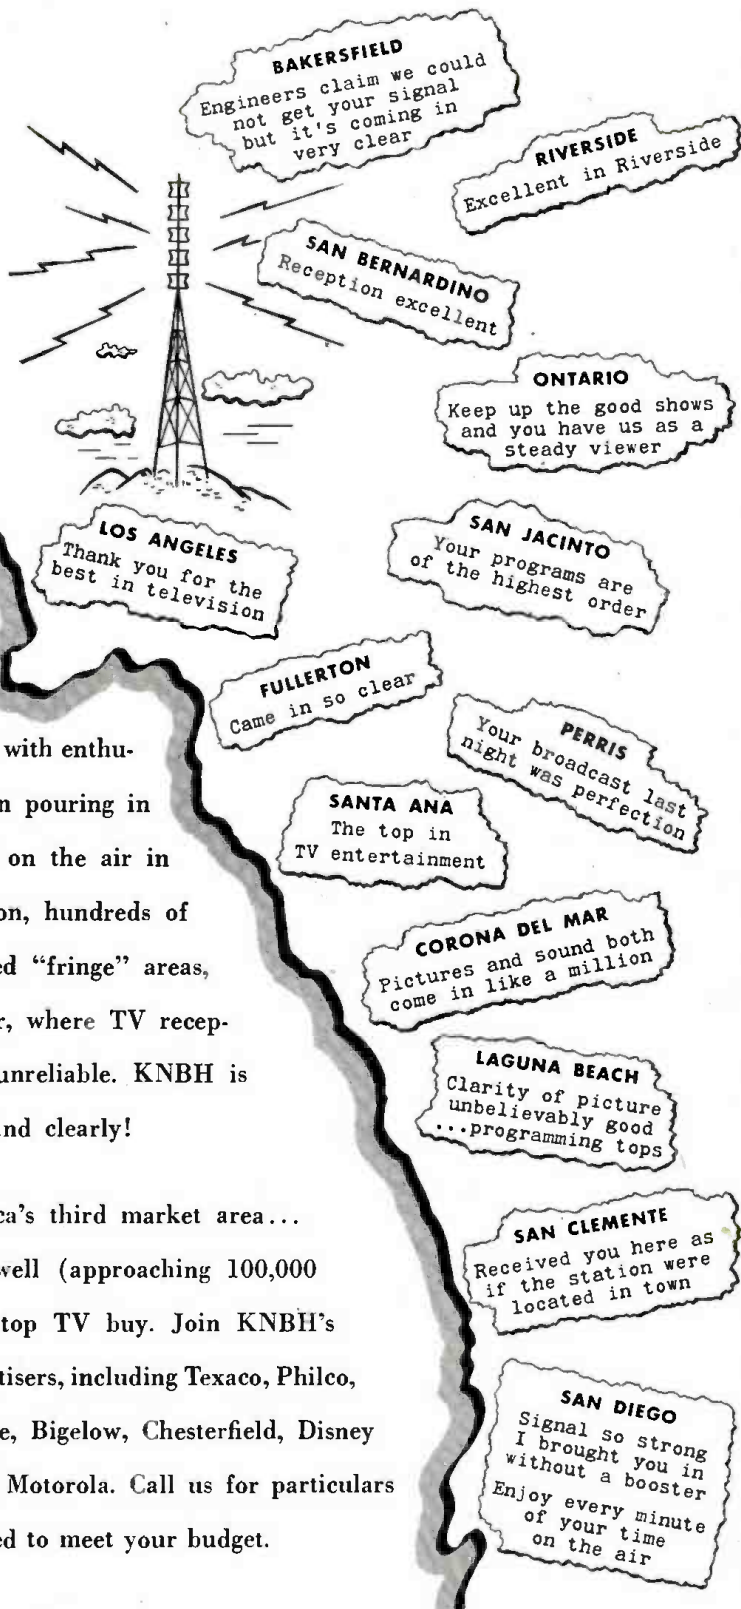 BAKERSFIELD
Engineers claim we could
not get your signal
but it's coming in
very clear
RIVERSIDE
Excellent in Riverside
SAN BERNARDINO
Reception excellent
ONTARIO
Keep up the good shows
and you have us as a
steady viewer
LOS ANGELES
Thank you for the
best in television
SAN JACINTO
Your programs are
of the highest order
FULLERTON
Came in so clear
PERRIS
Your broadcast last
night was perfection
SANTA ANA
The top in
TV entertainment
CORONA DEL MAR
Pictures and sound both
come in like a million
LAGUNA BEACH
Clarity of picture
unbelievably good
...programming tops
SAN CLEMENTE
Received you here as
if the station were
located in town
SAN DIEGO
Signal so strong
I brought you in
without a booster
Enjoy every minute
of your time
on the air
with enthu-
n pouring in
on the air in
on, hundreds of
ed “fringe” areas,
r, where TV recep-
unreliable. KNBH is
nd clearly!
ca's third market area...
well (approaching 100,000
top TV buy. Join KNBH's
tisers, including Texaco, Philco,
e, Bigelow, Chesterfield, Disney
Motorola. Call us for particulars
ed to meet your budget.